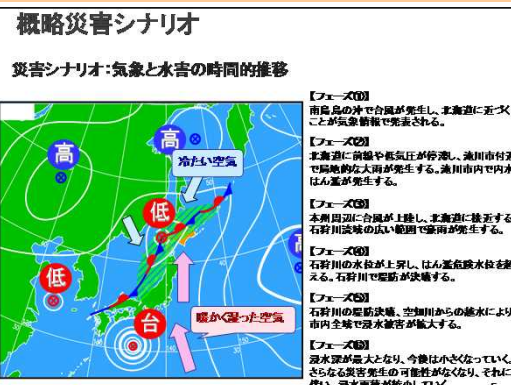 概略災害シナリオ
災害シナリオ:気象と水害の時間的推移
高
高
冷たい空気
低
低
台
暖かく湿った空気
【フェーズ①】
南鳥島の沖で台風が発生し、北海道に近づく
ことが気象情報で発表される。
【フェーズ②】
北海道に前線や低気圧が停滞し、滝川市付近
で局地的な大雨が発生する。滝川市内で内水
はん濫が発生する。
【フェーズ③】
本州周辺に台風が上陸し、北海道に接近する
石狩川流域の広い範囲で豪雨が発生する。
【フェーズ④】
石狩川の水位が上昇し、はん濫危険水位を超
える。石狩川で堤防が決壊する。
【フェーズ⑤】
石狩川の堤防決壊、空知川からの越水により
市内全域で浸水被害が拡大する。
【フェーズ⑥】
浸水深が最大となり、今後は小さくなっていく。
さらなる災害発生の可能性がなくなり、それに
伴い、浸水面積が縮小していく。